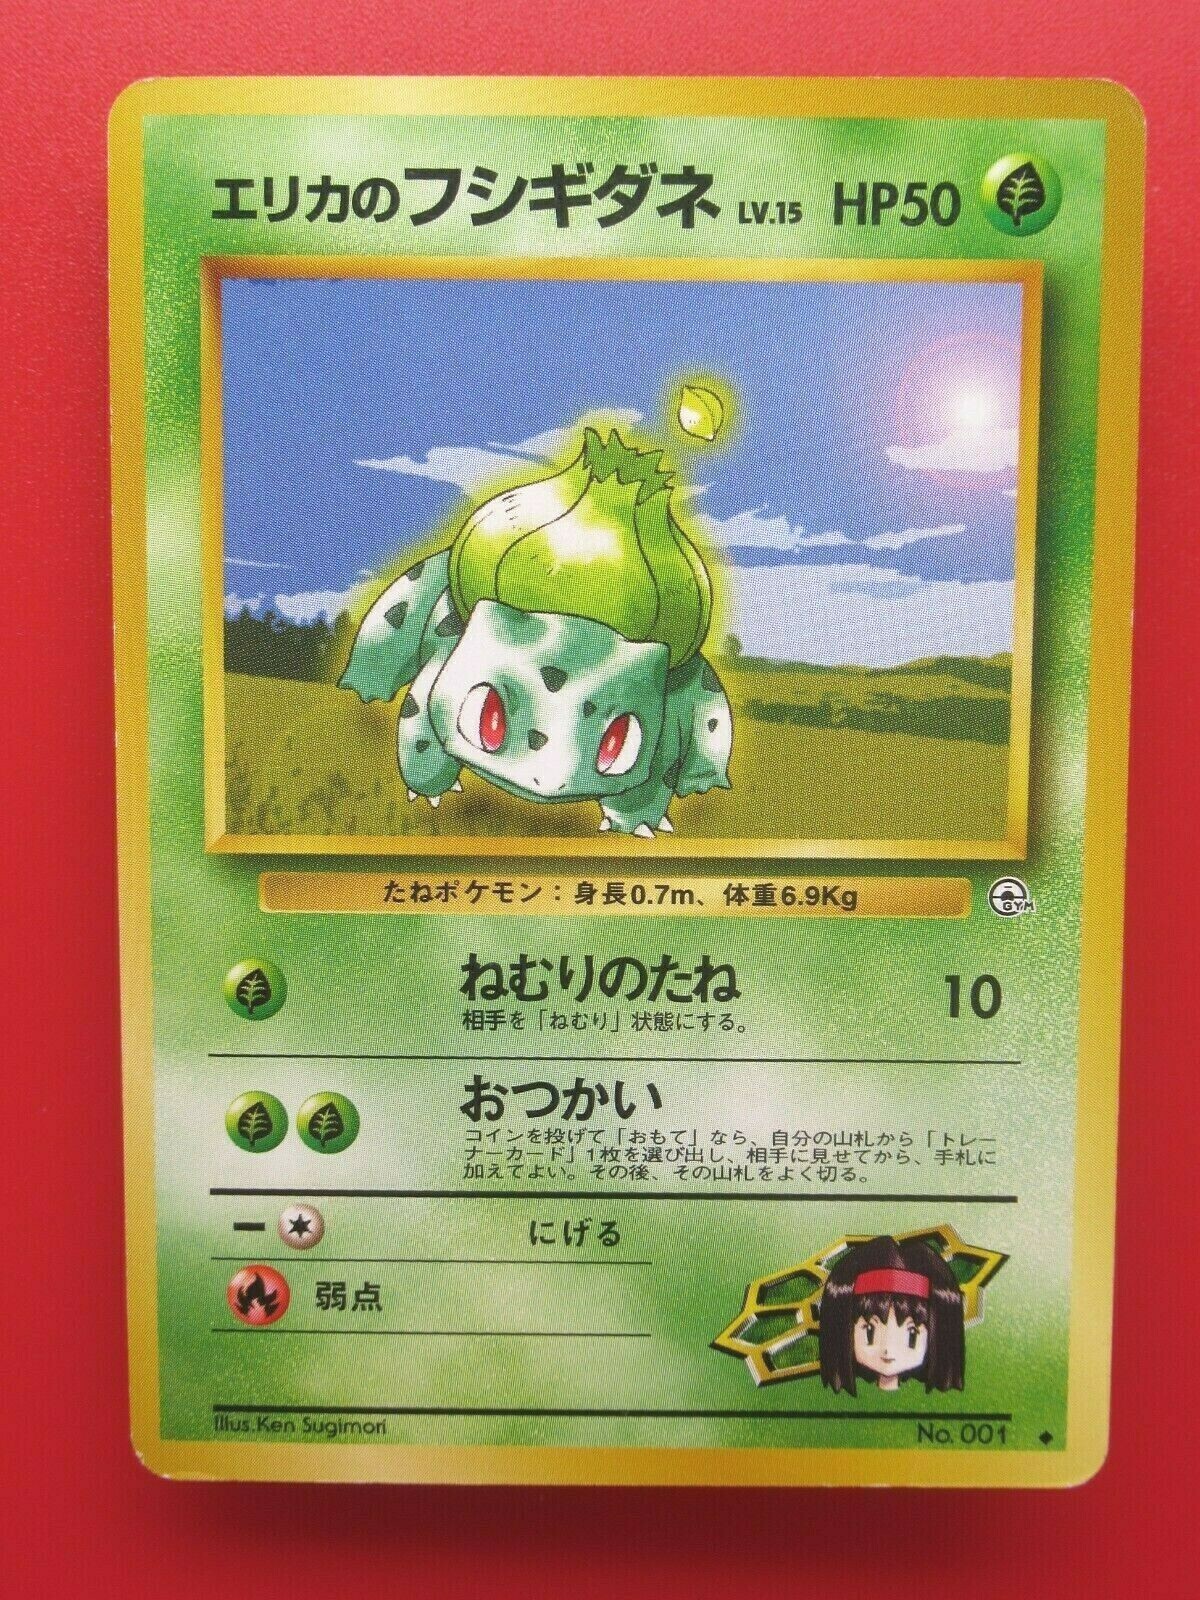 エリカのフシギダネ LV.15 HP50
たねポケモン：身長0.7m、体重6.9Kg
GYM
ねむりのたね 10
相手を「ねむり」状態にする。
おつかい
コインを投げて「おもて」なら、自分の山札から「トレー
ナーカード」1枚を選び出し、相手に見せてから、手札に
加えてよい。その後、その山札をよく切る。
ー にげる
弱点
Illus.Ken Sugimori
No. 001